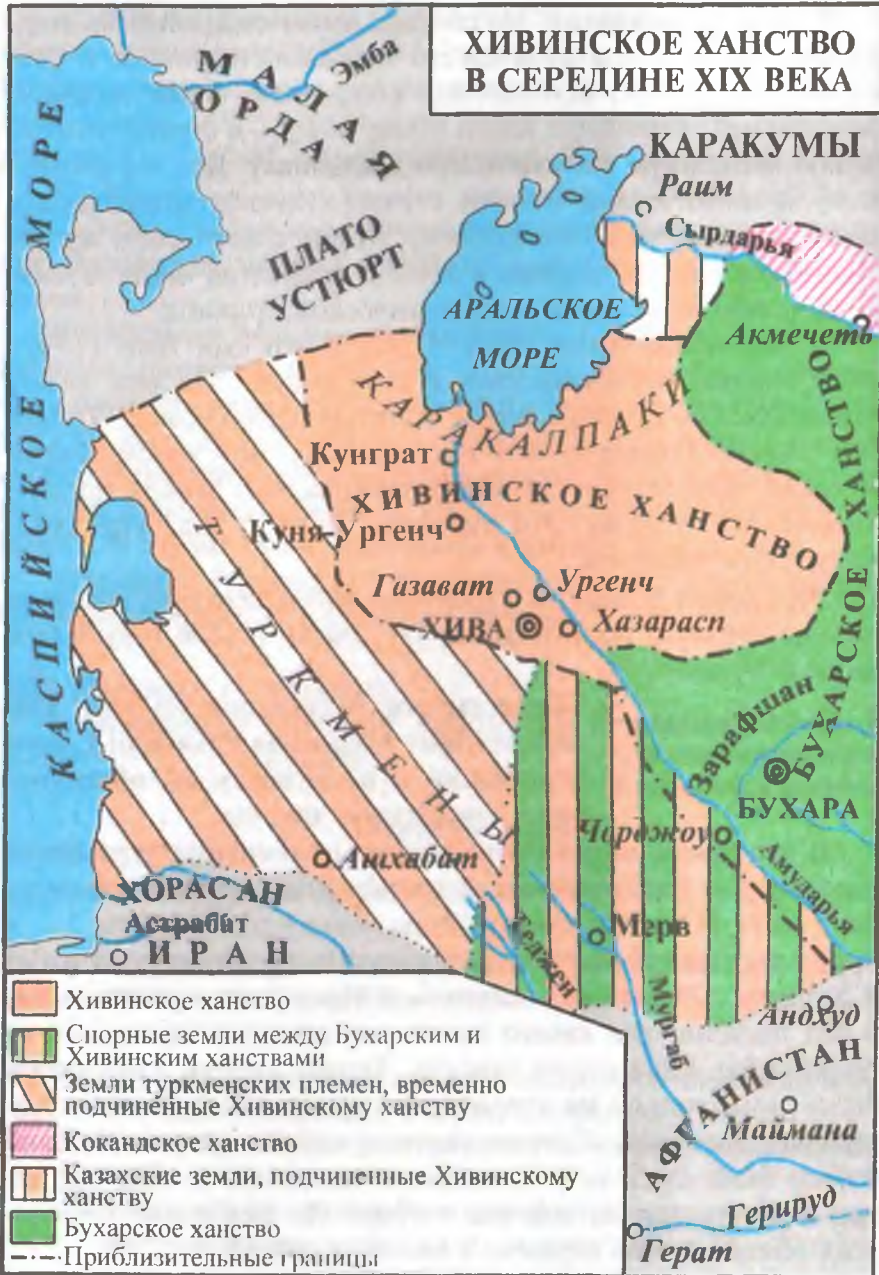 ХИВИНСКОЕ ХАНСТВО
В СЕРЕДИНЕ XIX ВЕКА
МАЛАЯ
ОРДА
Эмба
КАРАКУМЫ
Раим
Сырдарья
ПЛАТО
УСТЮРТ
АРАЛЬСКОЕ
МОРЕ
Акмечеть
КАСПИЙСКОЕ МОРЕ
КАРАКАЛПАКИ
Кунграт
ХИВИНСКОЕ ХАНСТВО
Куня-Ургенч
Газават
Ургенч
ХИВА
Хазарасп
ТУРКМЕНЫ
БУХАРСКОЕ ХАНСТВО
Зарафшан
БУХАРА
Чарджоу
Амударья
Ашхабат
ХОРАСАН
Астрабат
ИРАН
Теджен
Мерв
Мургаб
Андхуд
АФГАНИСТАН
Маймана
Герируд
Герат
Хивинское ханство
Спорные земли между Бухарским и
Хивинским ханствами
Земли туркменских племен, временно
подчиненные Хивинскому ханству
Кокандское ханство
Казахские земли, подчиненные Хивинскому
ханству
Бухарское ханство
Приблизительные границы